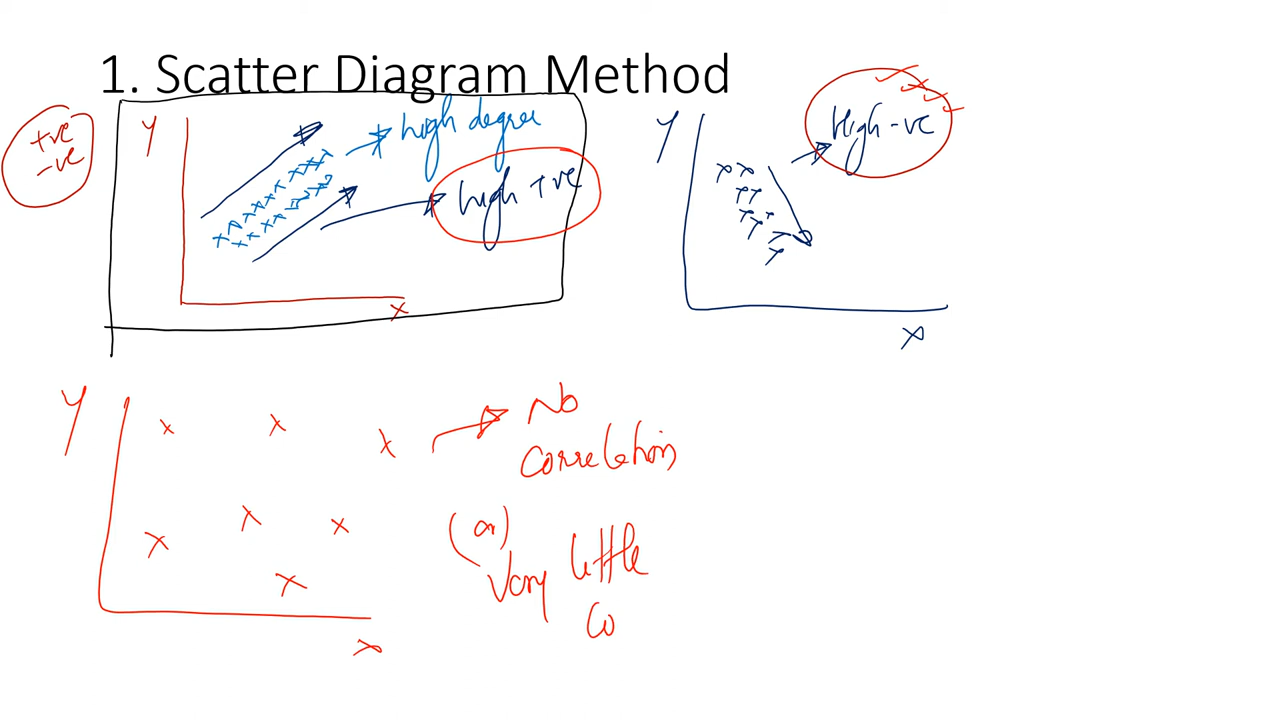 1. Scatter Diagram Method
+ve
-ve
Y
high degree
high +ve
X
Y
High -ve
X
Y
No
correlation
(or)
Very little
Co
X